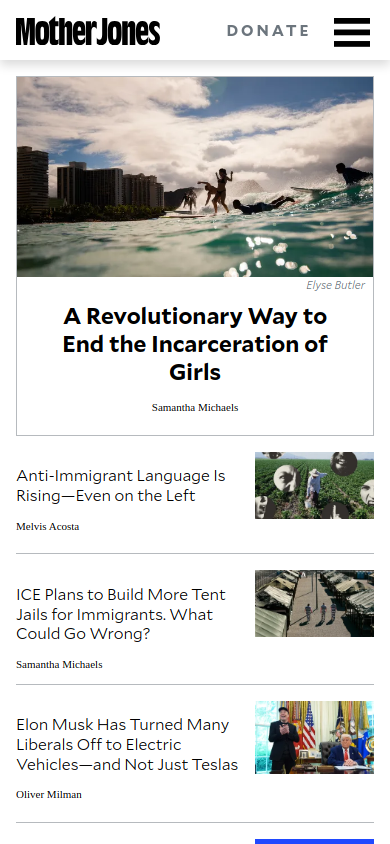 Mother Jones
DONATE
Elyse Butler
A Revolutionary Way to
End the Incarceration of
Girls
Samantha Michaels
Anti-Immigrant Language Is
Rising—Even on the Left
Melvis Acosta
ICE Plans to Build More Tent
Jails for Immigrants. What
Could Go Wrong?
Samantha Michaels
Elon Musk Has Turned Many
Liberals Off to Electric
Vehicles—and Not Just Teslas
Oliver Milman